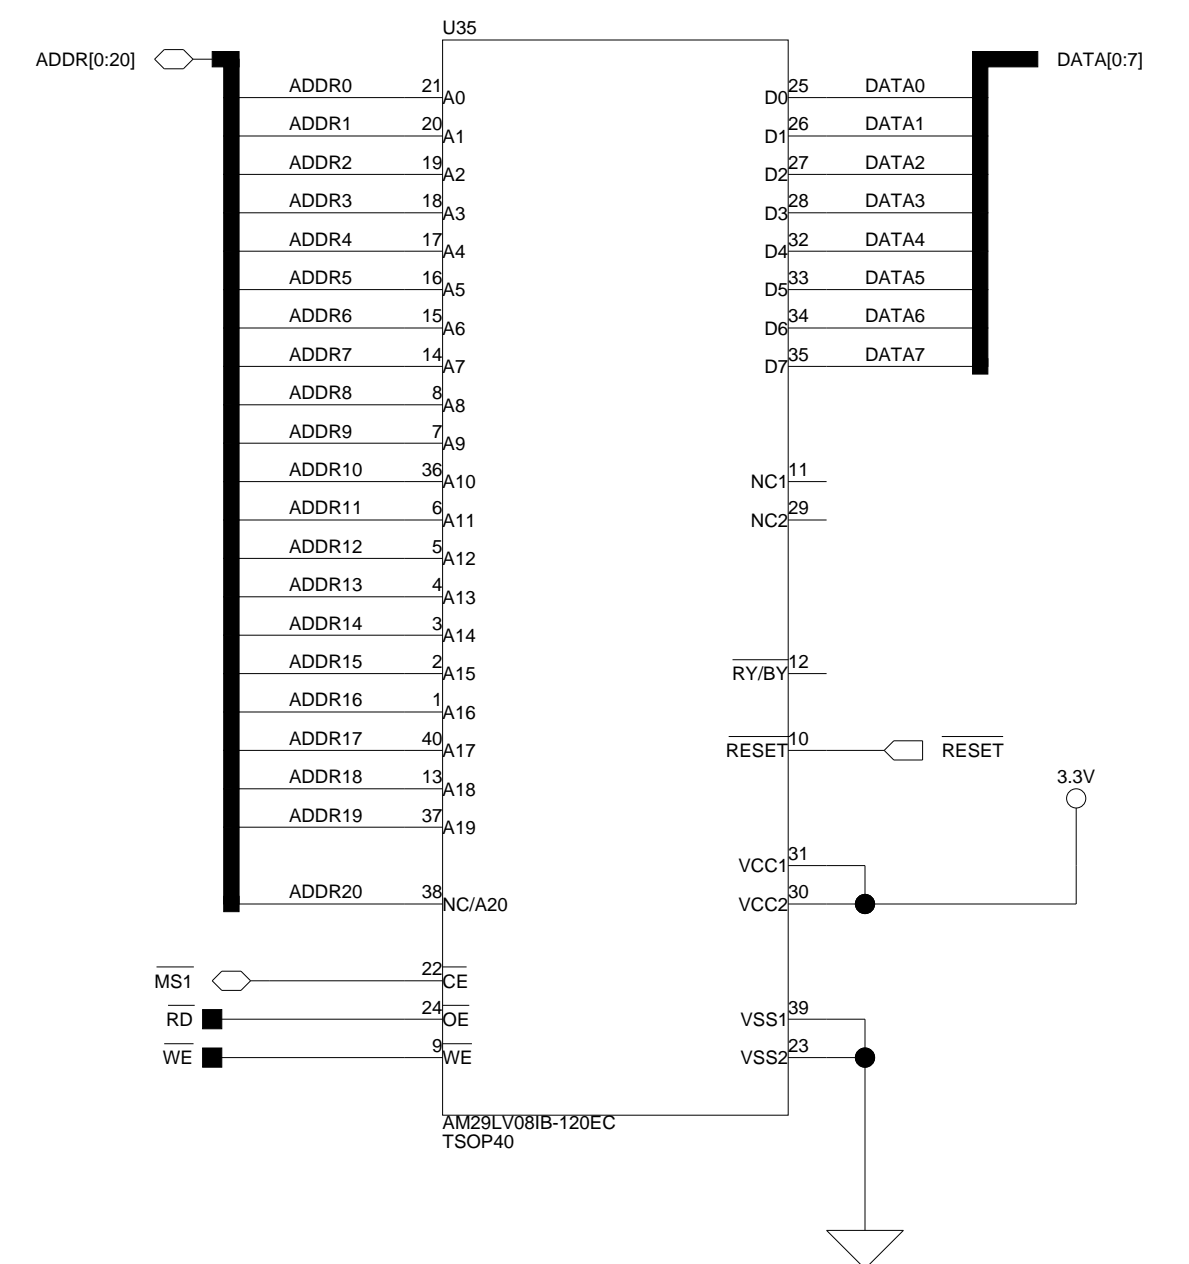 U35
ADDR[0:20] DATA[0:7]
ADDR0 21 A0 D0 25 DATA0
ADDR1 20 A1 D1 26 DATA1
ADDR2 19 A2 D2 27 DATA2
ADDR3 18 A3 D3 28 DATA3
ADDR4 17 A4 D4 32 DATA4
ADDR5 16 A5 D5 33 DATA5
ADDR6 15 A6 D6 34 DATA6
ADDR7 14 A7 D7 35 DATA7
ADDR8 8 A8
ADDR9 7 A9
ADDR10 36 A10 NC1 11
ADDR11 6 A11 NC2 29
ADDR12 5 A12
ADDR13 4 A13
ADDR14 3 A14
ADDR15 2 A15 RY/BY 12
ADDR16 1 A16
ADDR17 40 A17 RESET 10 RESET
ADDR18 13 A18 3.3V
ADDR19 37 A19
VCC1 31
ADDR20 38 NC/A20 VCC2 30
MS1 22 CE
RD 24 OE VSS1 39
WE 9 WE VSS2 23
AM29LV08IB-120EC
TSOP40